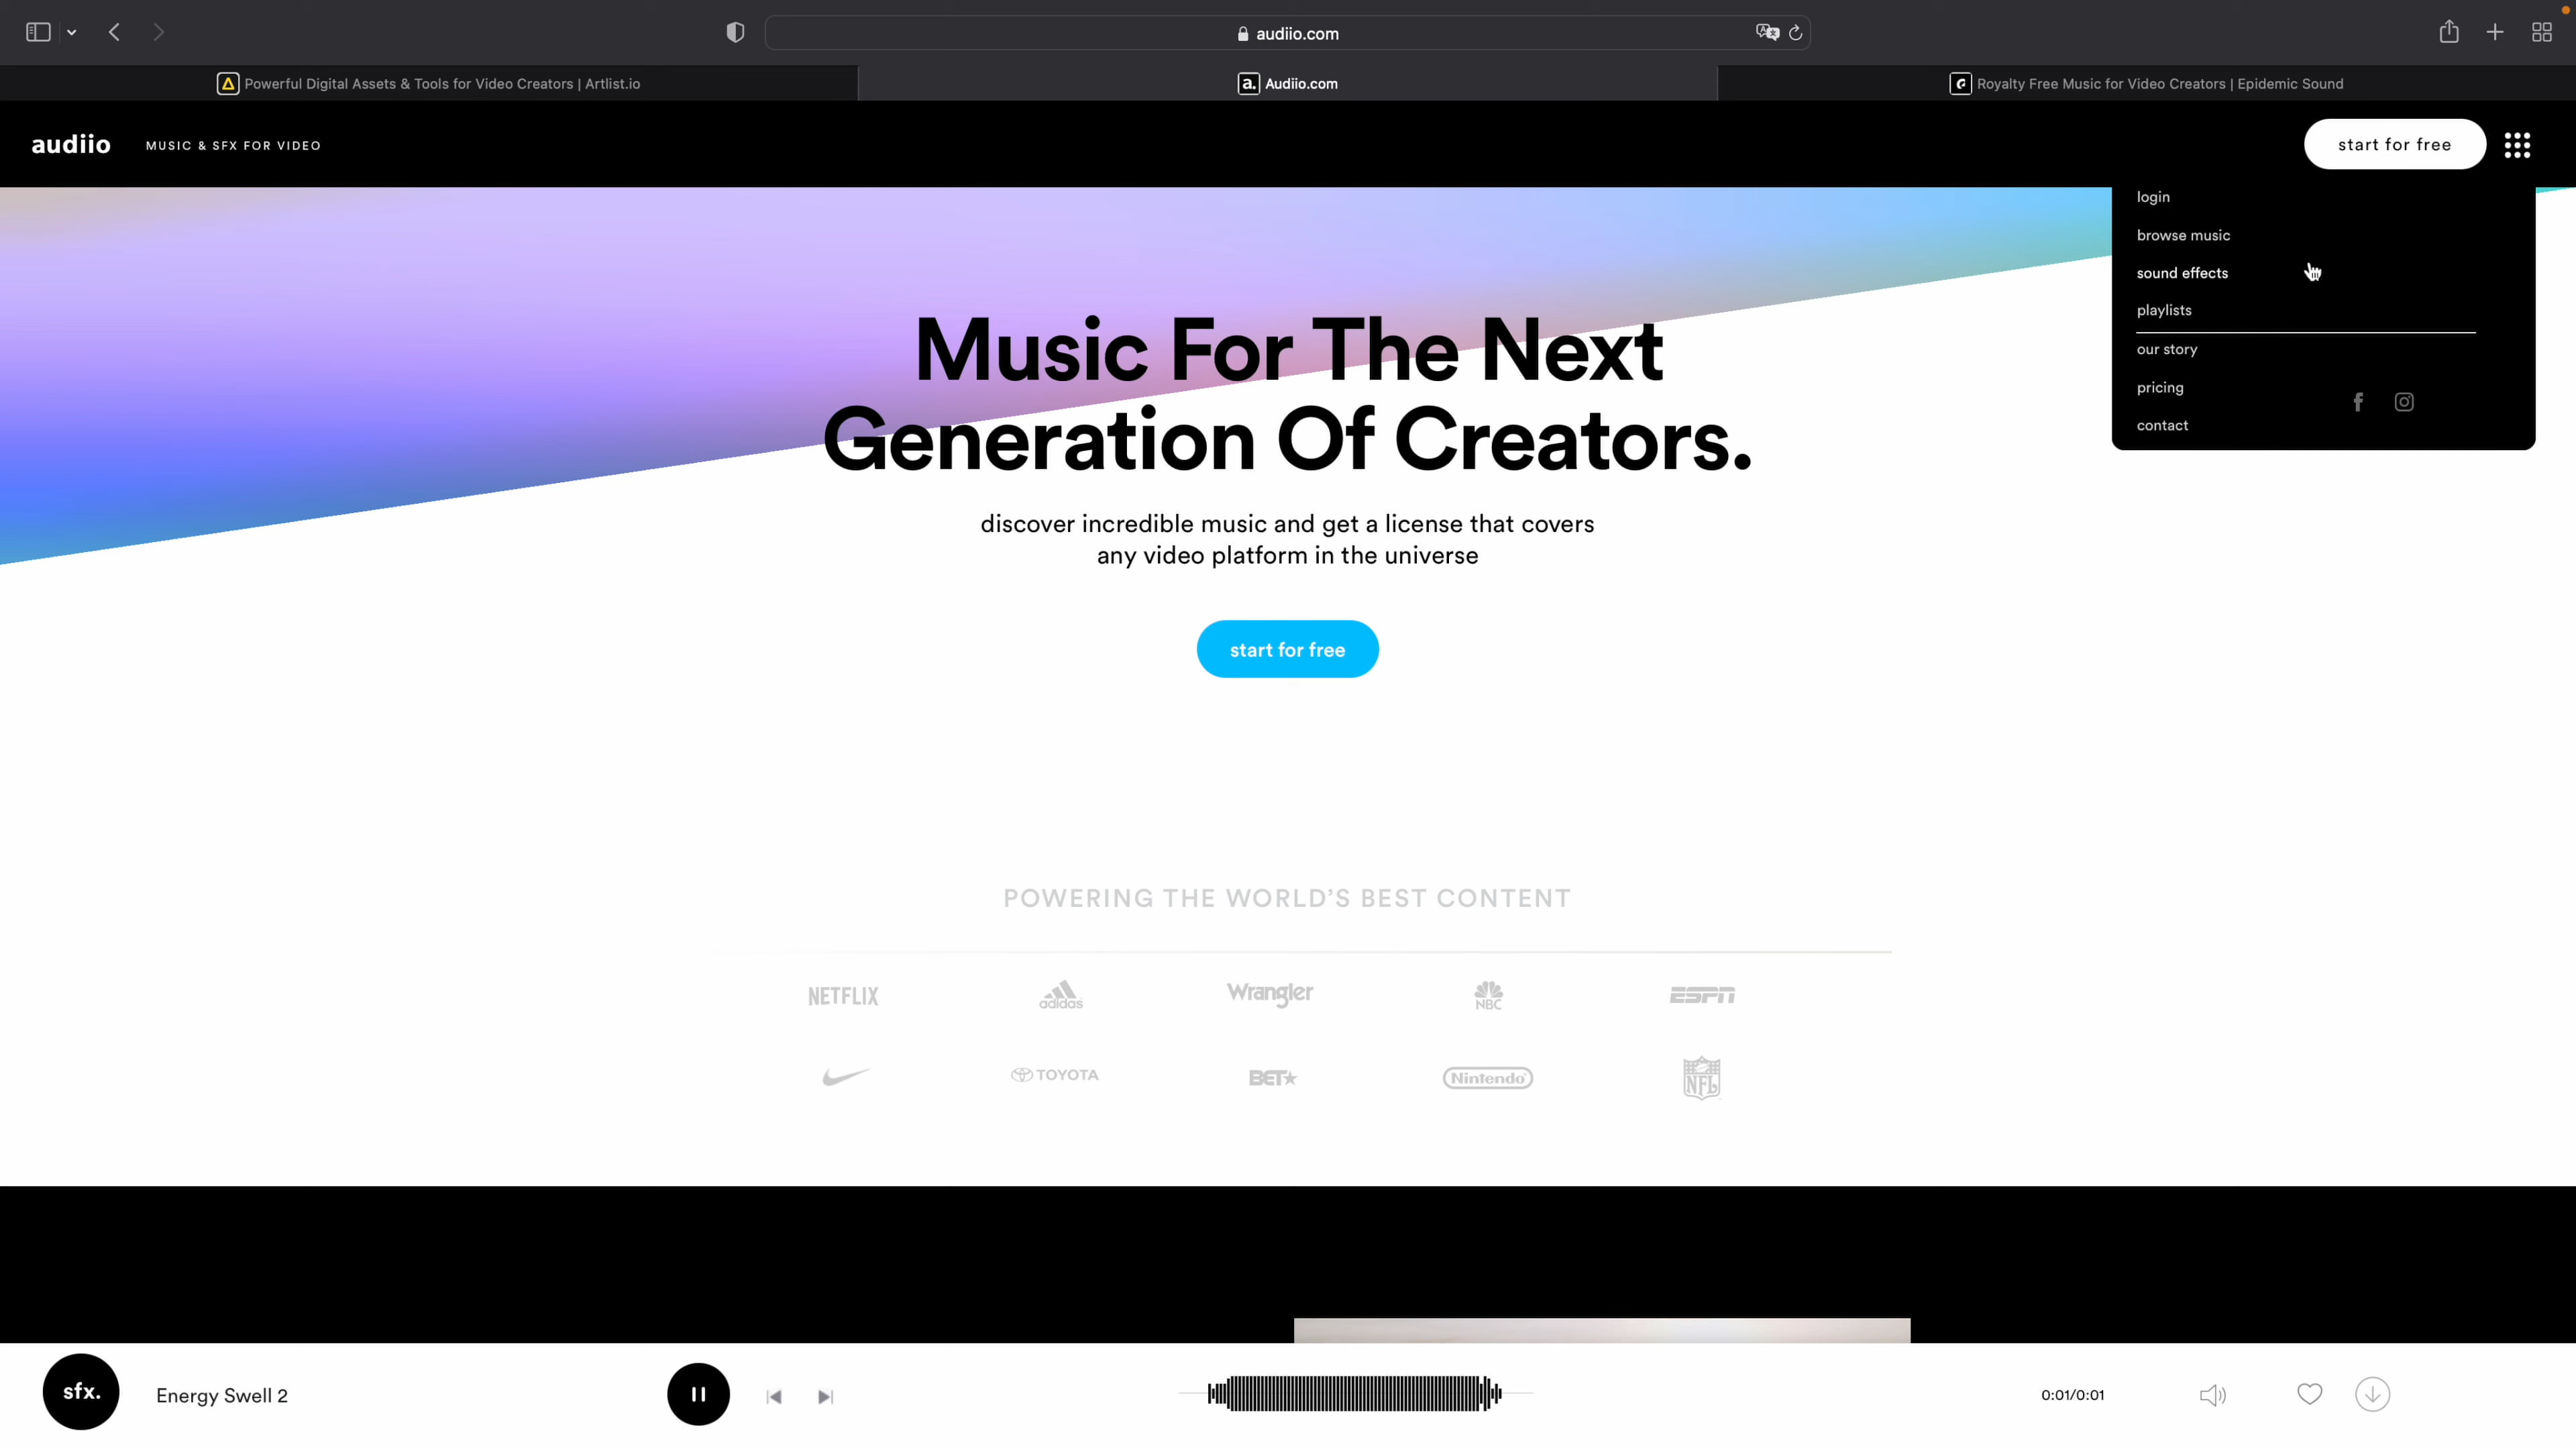 audiio.com
Powerful Digital Assets & Tools for Video Creators | Artlist.io
a. Audiio.com
Royalty Free Music for Video Creators | Epidemic Sound
audiio
MUSIC & SFX FOR VIDEO
start for free
login
browse music
sound effects
playlists
our story
pricing
contact
Music For The Next
Generation Of Creators.
discover incredible music and get a license that covers
any video platform in the universe
start for free
POWERING THE WORLD'S BEST CONTENT
NETFLIX
adidas
Wrangler
NBC
ESPN
TOYOTA
BET
Nintendo
NFL
sfx.
Energy Swell 2
0:01/0:01